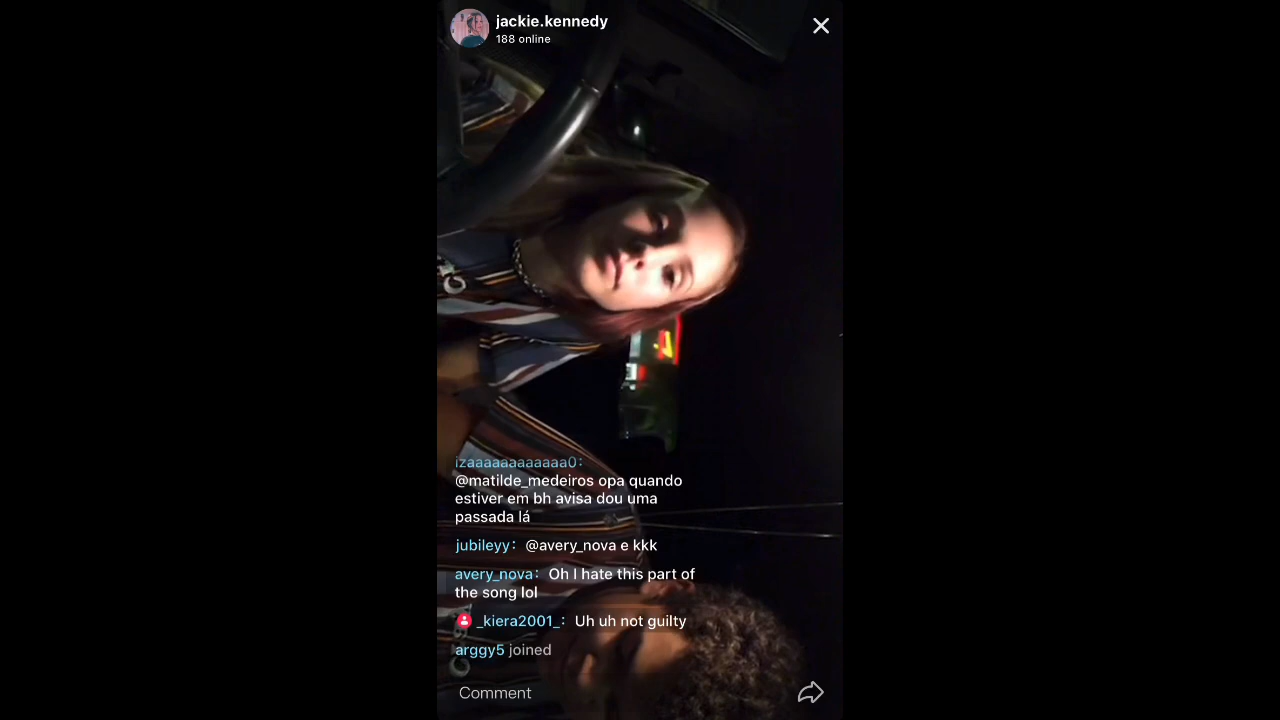 jackie.kennedy
188 online
izaaaaaaaaaaaa0:
@matilde_medeiros opa quando
estiver em bh avisa dou uma
passada lá
jubileyy: @avery_nova e kkk
avery_nova: Oh I hate this part of
the song lol
_kiera2001_: Uh uh not guilty
arggy5 joined
Comment